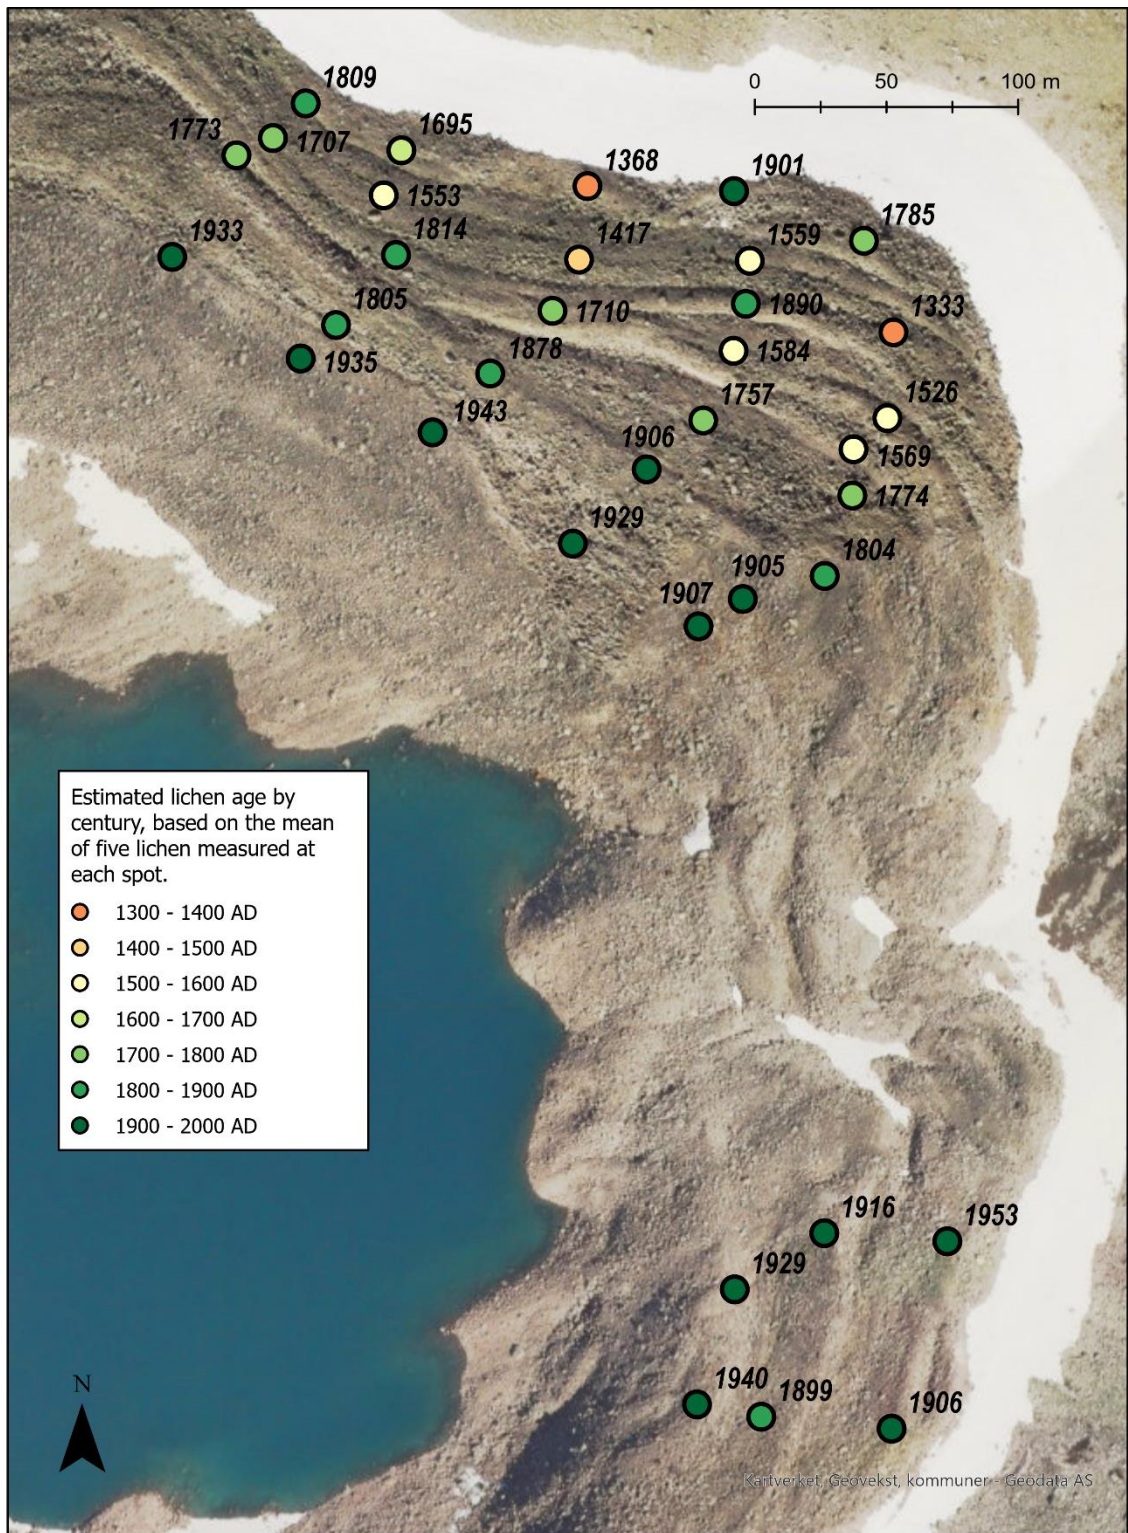 1809
0 50 100 m
1773
1707
1695
1368
1901
1553
1785
1933
1814
1417
1559
1805
1710
1890
1333
1935
1878
1584
1757
1526
1943
1906
1569
1774
1929
1804
1905
1907
Estimated lichen age by
century, based on the mean
of five lichen measured at
each spot.
1300 - 1400 AD
1400 - 1500 AD
1500 - 1600 AD
1600 - 1700 AD
1700 - 1800 AD
1800 - 1900 AD
1900 - 2000 AD
1916
1953
1929
1940
1899
1906
N
Kartverket, Geovekst, kommuner - Geodata AS